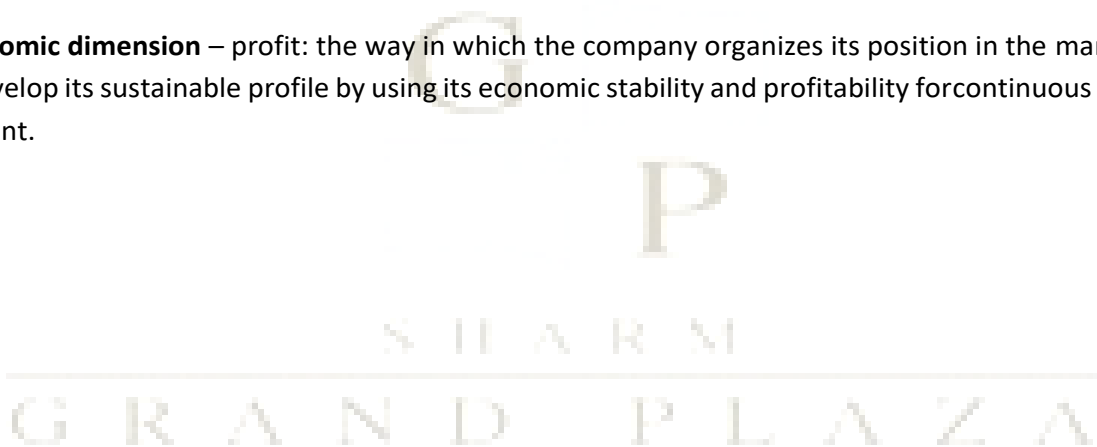 omic dimension – profit: the way in which the company organizes its position in the mar
velop its sustainable profile by using its economic stability and profitability forcontinuous
nt.
G
P
SHARM
GRAND PLAZA